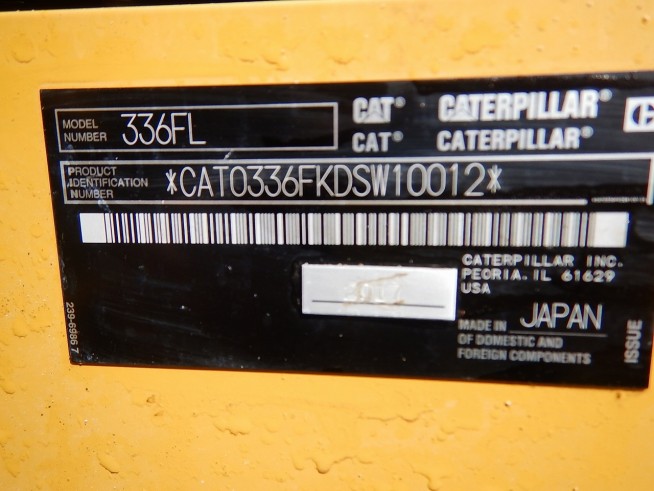 MODEL NUMBER 336FL
CAT® CATERPILLAR®
CAT® CATERPILLAR®
PRODUCT IDENTIFICATION NUMBER *CAT0336FKDSW10012*
CATERPILLAR INC.
PEORIA, IL 61629
USA
MADE IN JAPAN
OF DOMESTIC AND
FOREIGN COMPONENTS
239-6986 7
ISSUE